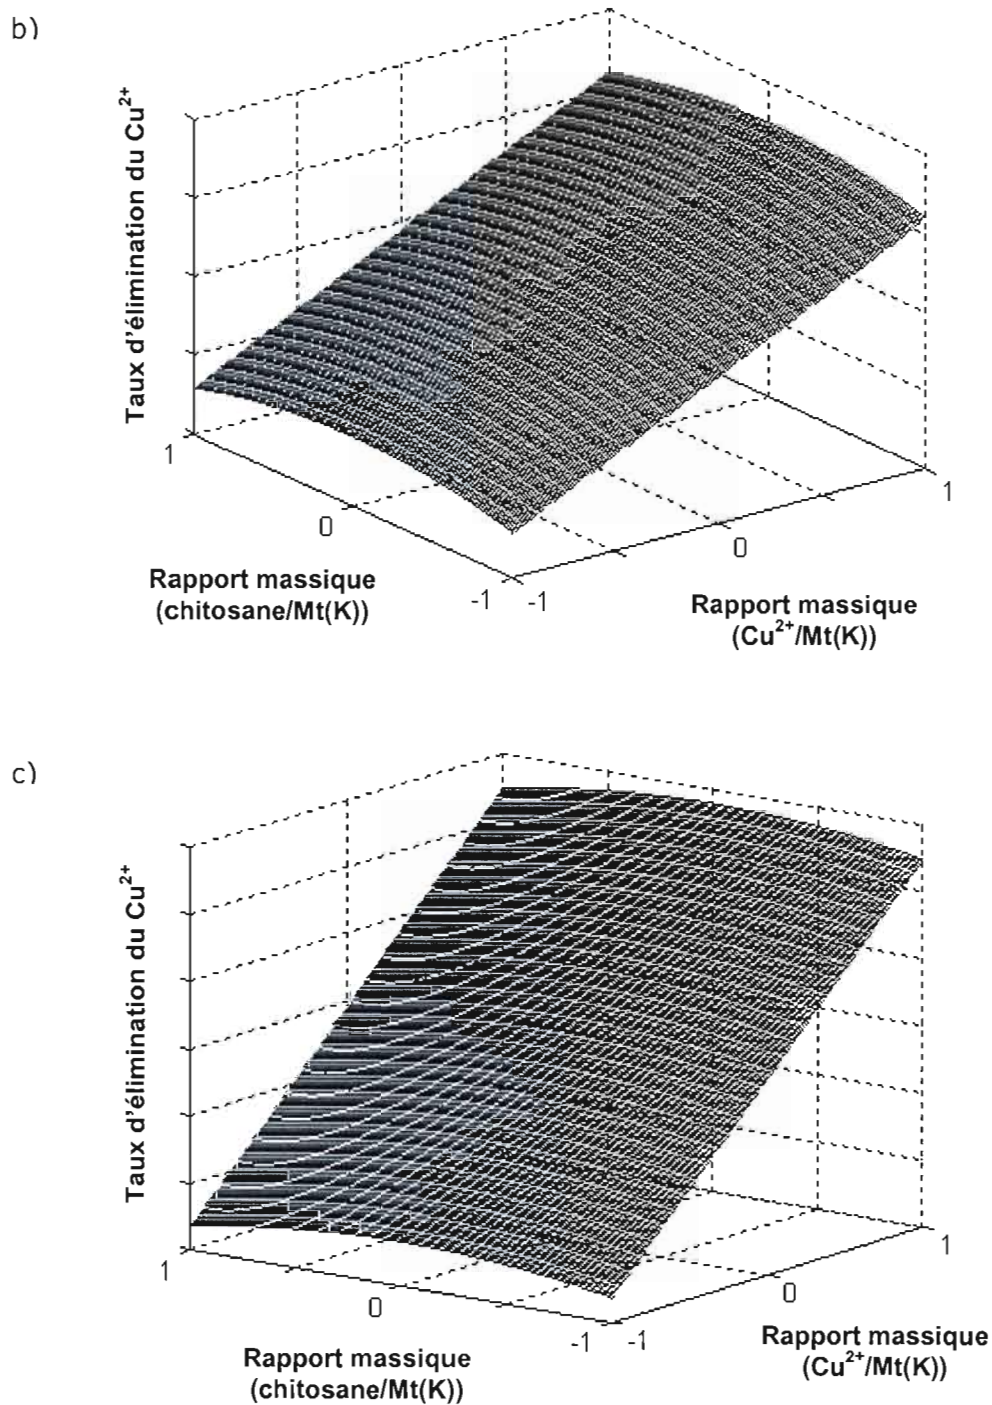 b)
Taux d'élimination du Cu²⁺
1
0
-1
-1
0
1
Rapport massique
(chitosane/Mt(K))
Rapport massique
(Cu²⁺/Mt(K))
c)
Taux d'élimination du Cu²⁺
1
0
-1
-1
0
1
Rapport massique
(chitosane/Mt(K))
Rapport massique
(Cu²⁺/Mt(K))